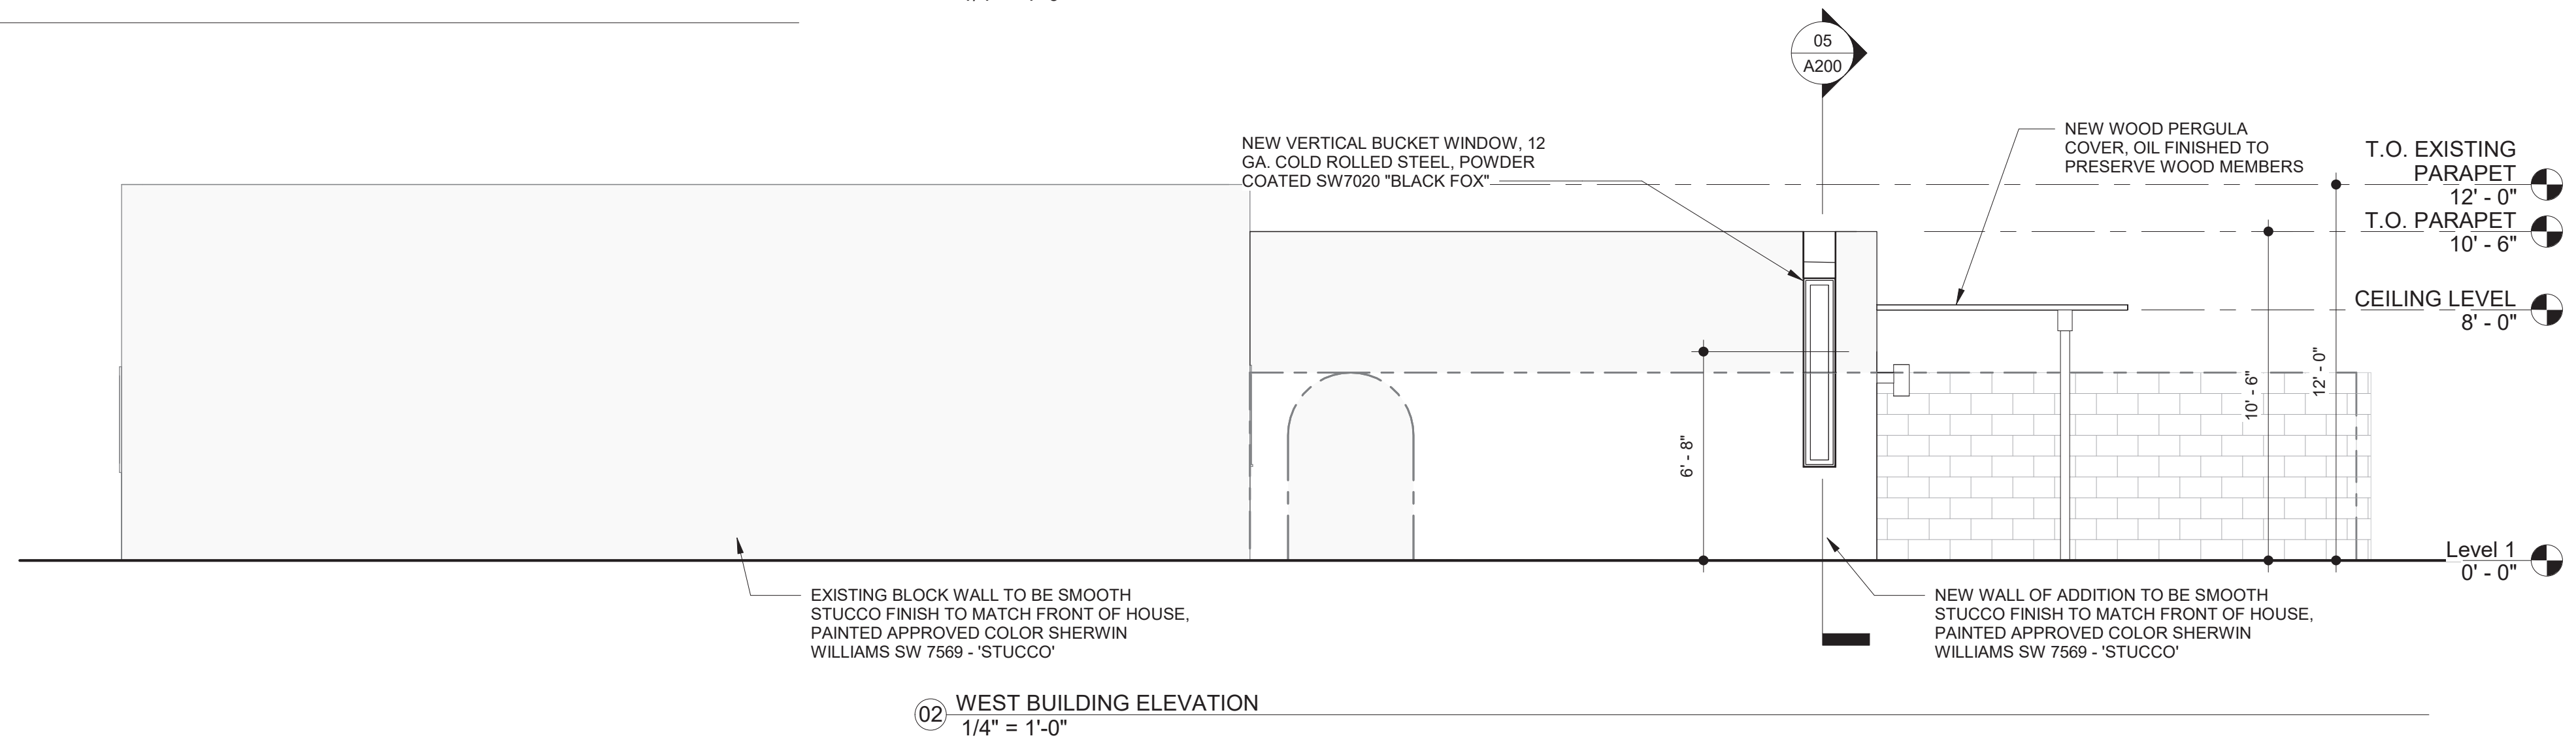 05
A200
NEW VERTICAL BUCKET WINDOW, 12
GA. COLD ROLLED STEEL, POWDER
COATED SW7020 "BLACK FOX"
NEW WOOD PERGULA
COVER, OIL FINISHED TO
PRESERVE WOOD MEMBERS
T.O. EXISTING
PARAPET
12' - 0"
T.O. PARAPET
10' - 6"
CEILING LEVEL
8' - 0"
6' - 8"
10' - 6"
12' - 0"
Level 1
0' - 0"
EXISTING BLOCK WALL TO BE SMOOTH
STUCCO FINISH TO MATCH FRONT OF HOUSE,
PAINTED APPROVED COLOR SHERWIN
WILLIAMS SW 7569 - 'STUCCO'
NEW WALL OF ADDITION TO BE SMOOTH
STUCCO FINISH TO MATCH FRONT OF HOUSE,
PAINTED APPROVED COLOR SHERWIN
WILLIAMS SW 7569 - 'STUCCO'
02 WEST BUILDING ELEVATION
1/4" = 1'-0"